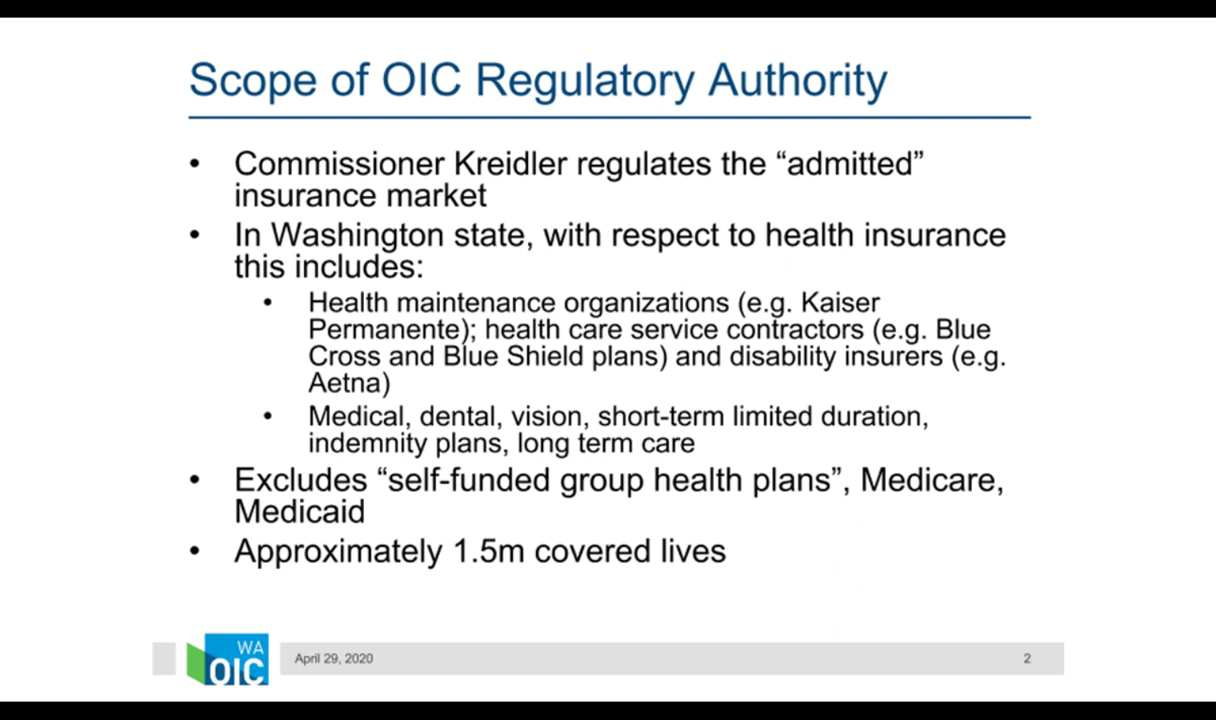 Scope of OIC Regulatory Authority
• Commissioner Kreidler regulates the “admitted”
insurance market
• In Washington state, with respect to health insurance
this includes:
• Health maintenance organizations (e.g. Kaiser
Permanente); health care service contractors (e.g. Blue
Cross and Blue Shield plans) and disability insurers (e.g.
Aetna)
• Medical, dental, vision, short-term limited duration,
indemnity plans, long term care
• Excludes “self-funded group health plans”, Medicare,
Medicaid
• Approximately 1.5m covered lives
WA
OIC
April 29, 2020
2